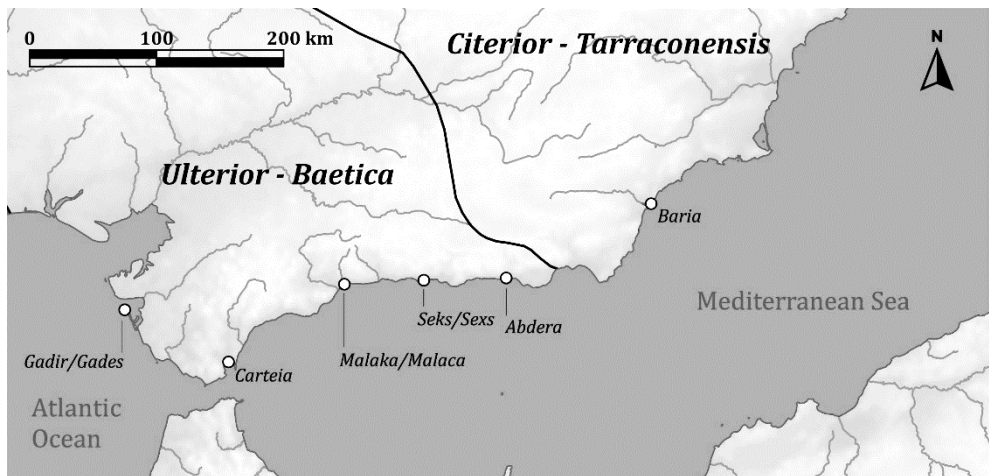 0 100 200 km
Citerior - Tarraconensis
N
Ulterior - Baetica
Baria
Seks/Sexs
Abdera
Mediterranean Sea
Gadir/Gades
Carteia
Malaka/Malaca
Atlantic
Ocean